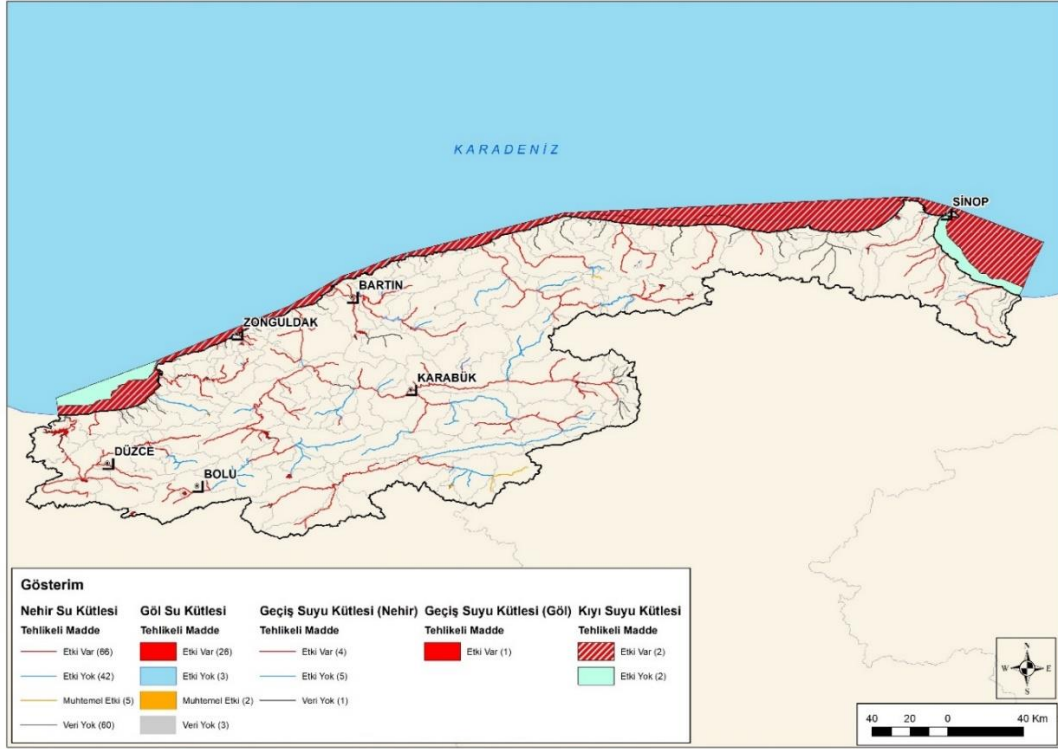 KARADENİZ
SİNOP
BARTIN
ZONGULDAK
KARABÜK
DÜZCE
BOLU
Gösterim
Nehir Su Kütlesi
Tehlikeli Madde
Etki Var (66)
Etki Yok (42)
Muhtemel Etki (5)
Veri Yok (60)
Göl Su Kütlesi
Tehlikeli Madde
Etki Var (26)
Etki Yok (3)
Muhtemel Etki (2)
Veri Yok (3)
Geçiş Suyu Kütlesi (Nehir)
Tehlikeli Madde
Etki Var (4)
Etki Yok (5)
Veri Yok (1)
Geçiş Suyu Kütlesi (Göl)
Tehlikeli Madde
Etki Var (1)
Kıyı Suyu Kütlesi
Tehlikeli Madde
Etki Var (2)
Etki Yok (2)
N
W E
S
40 20 0 40 Km